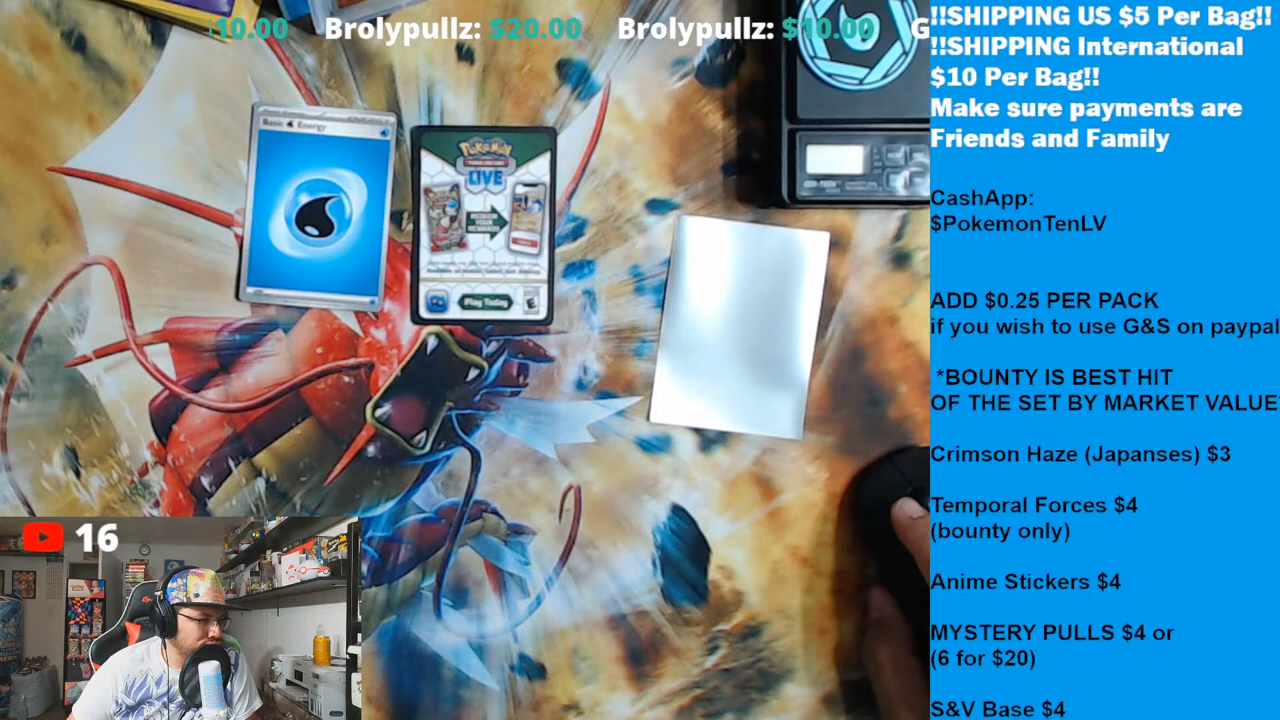 10.00 Brolypullz: $20.00 Brolypullz: $10.00 G
!!SHIPPING US $5 Per Bag!!
!!SHIPPING International
$10 Per Bag!!
Make sure payments are
Friends and Family
CashApp:
$PokemonTenLV
ADD $0.25 PER PACK
if you wish to use G&S on paypal
*BOUNTY IS BEST HIT
OF THE SET BY MARKET VALUE
Crimson Haze (Japanses) $3
Temporal Forces $4
(bounty only)
Anime Stickers $4
MYSTERY PULLS $4 or
(6 for $20)
S&V Base $4
Basic Energy
POKéMON
LIVE
REDEEM
YOUR
REWARDS
Play Today
16